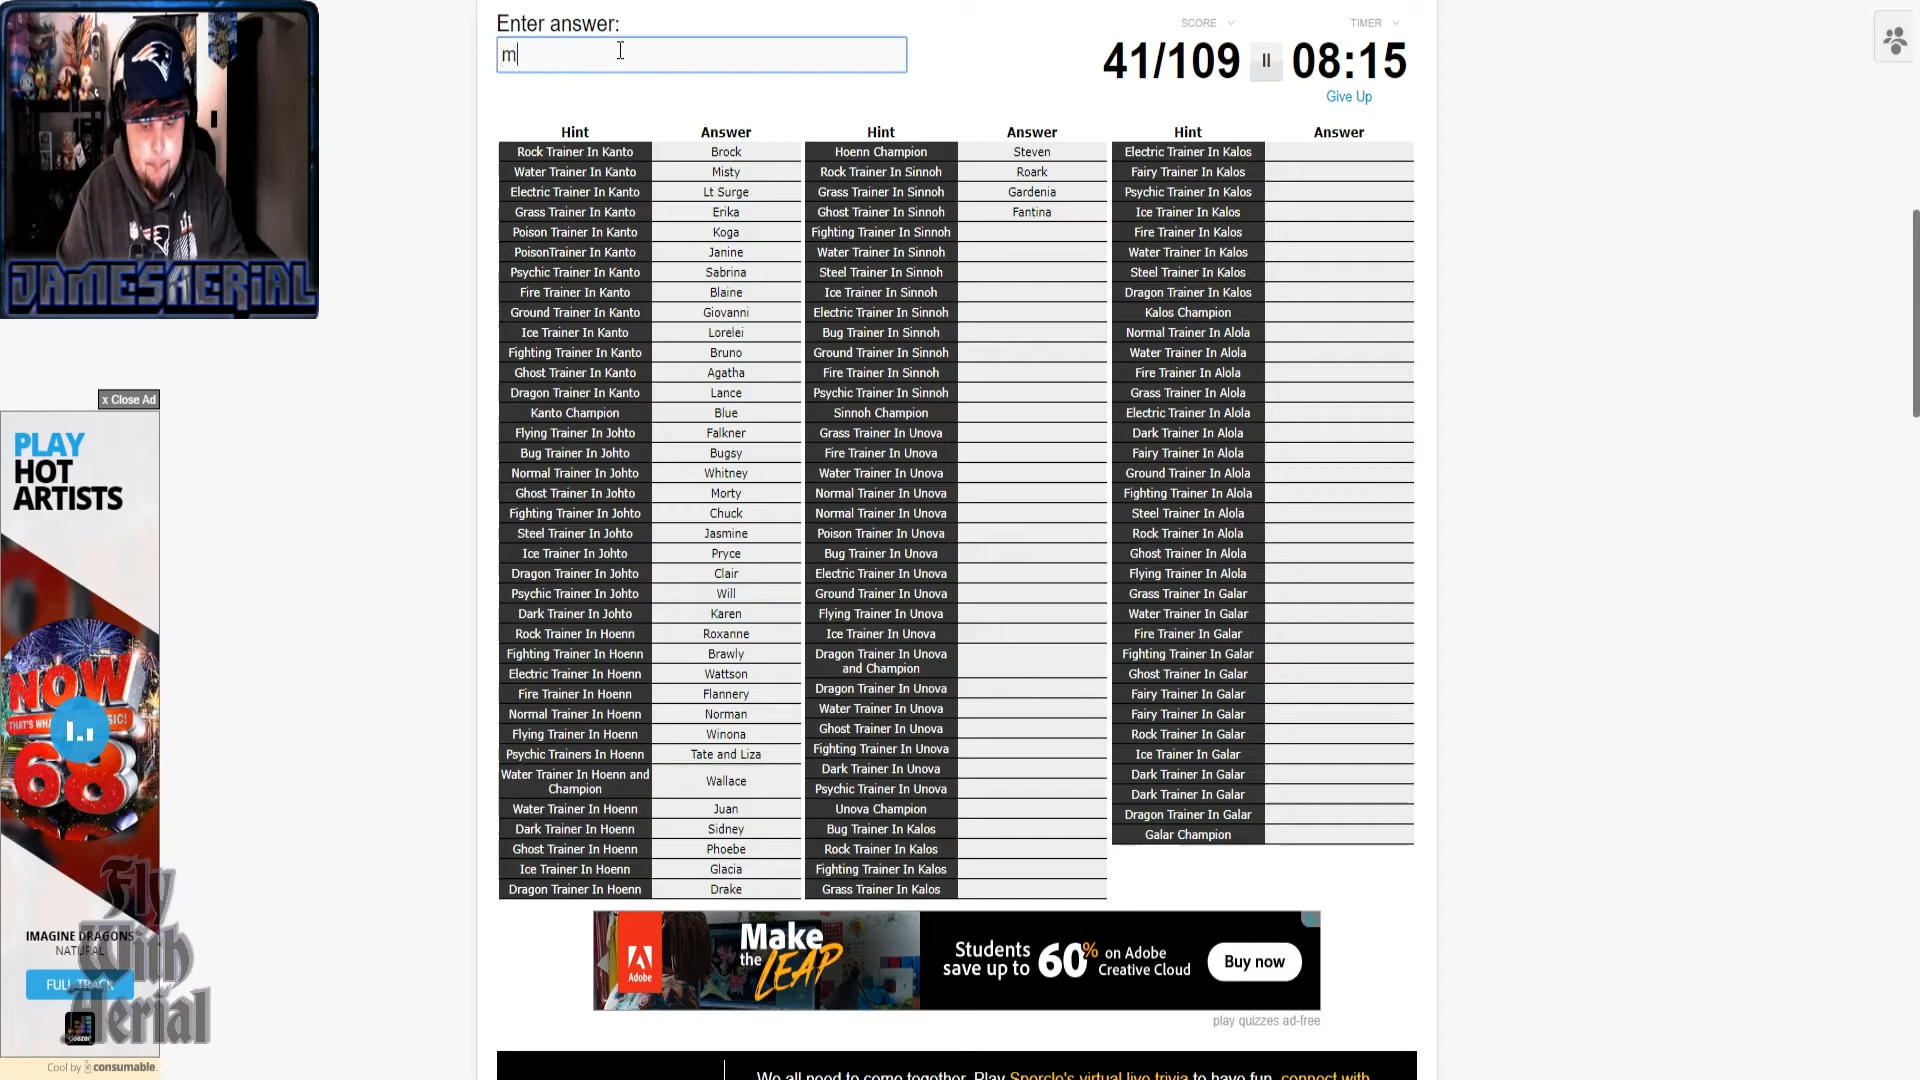 Enter answer:
m
SCORE
TIMER
41/109
08:15
Give Up
Hint Answer Hint Answer Hint Answer
Rock Trainer In Kanto Brock
Water Trainer In Kanto Misty
Electric Trainer In Kanto Lt Surge
Grass Trainer In Kanto Erika
Poison Trainer In Kanto Koga
PoisonTrainer In Kanto Janine
Psychic Trainer In Kanto Sabrina
Fire Trainer In Kanto Blaine
Ground Trainer In Kanto Giovanni
Ice Trainer In Kanto Lorelei
Fighting Trainer In Kanto Bruno
Ghost Trainer In Kanto Agatha
Dragon Trainer In Kanto Lance
Kanto Champion Blue
Flying Trainer In Johto Falkner
Bug Trainer In Johto Bugsy
Normal Trainer In Johto Whitney
Ghost Trainer In Johto Morty
Fighting Trainer In Johto Chuck
Steel Trainer In Johto Jasmine
Ice Trainer In Johto Pryce
Dragon Trainer In Johto Clair
Psychic Trainer In Johto Will
Dark Trainer In Johto Karen
Rock Trainer In Hoenn Roxanne
Fighting Trainer In Hoenn Brawly
Electric Trainer In Hoenn Wattson
Fire Trainer In Hoenn Flannery
Normal Trainer In Hoenn Norman
Flying Trainer In Hoenn Winona
Psychic Trainers In Hoenn Tate and Liza
Water Trainer In Hoenn and
Champion Wallace
Water Trainer In Hoenn Juan
Dark Trainer In Hoenn Sidney
Ghost Trainer In Hoenn Phoebe
Ice Trainer In Hoenn Glacia
Dragon Trainer In Hoenn Drake
Hoenn Champion Steven
Rock Trainer In Sinnoh Roark
Grass Trainer In Sinnoh Gardenia
Ghost Trainer In Sinnoh Fantina
Fighting Trainer In Sinnoh
Water Trainer In Sinnoh
Steel Trainer In Sinnoh
Ice Trainer In Sinnoh
Electric Trainer In Sinnoh
Bug Trainer In Sinnoh
Ground Trainer In Sinnoh
Fire Trainer In Sinnoh
Psychic Trainer In Sinnoh
Sinnoh Champion
Grass Trainer In Unova
Fire Trainer In Unova
Water Trainer In Unova
Normal Trainer In Unova
Normal Trainer In Unova
Poison Trainer In Unova
Bug Trainer In Unova
Electric Trainer In Unova
Ground Trainer In Unova
Flying Trainer In Unova
Ice Trainer In Unova
Dragon Trainer In Unova
and Champion
Dragon Trainer In Unova
Water Trainer In Unova
Ghost Trainer In Unova
Fighting Trainer In Unova
Dark Trainer In Unova
Psychic Trainer In Unova
Unova Champion
Bug Trainer In Kalos
Rock Trainer In Kalos
Fighting Trainer In Kalos
Grass Trainer In Kalos
Electric Trainer In Kalos
Fairy Trainer In Kalos
Psychic Trainer In Kalos
Ice Trainer In Kalos
Fire Trainer In Kalos
Water Trainer In Kalos
Steel Trainer In Kalos
Dragon Trainer In Kalos
Kalos Champion
Normal Trainer In Alola
Water Trainer In Alola
Fire Trainer In Alola
Grass Trainer In Alola
Electric Trainer In Alola
Dark Trainer In Alola
Fairy Trainer In Alola
Ground Trainer In Alola
Fighting Trainer In Alola
Steel Trainer In Alola
Rock Trainer In Alola
Ghost Trainer In Alola
Flying Trainer In Alola
Grass Trainer In Galar
Water Trainer In Galar
Fire Trainer In Galar
Fighting Trainer In Galar
Ghost Trainer In Galar
Fairy Trainer In Galar
Fairy Trainer In Galar
Rock Trainer In Galar
Ice Trainer In Galar
Dark Trainer In Galar
Dark Trainer In Galar
Dragon Trainer In Galar
Galar Champion
JAMESAERIAL
x Close Ad
PLAY
HOT
ARTISTS
NOW
68
IMAGINE DRAGONS
NATURAL
FULL TRACK
Fly
With
Aerial
Cool by consumable.
Adobe
Make
the LEAP
Students
save up to 60% on Adobe
Creative Cloud
Buy now
play quizzes ad-free
We all need to come together. Play Sporcle's virtual live trivia to have fun, connect with